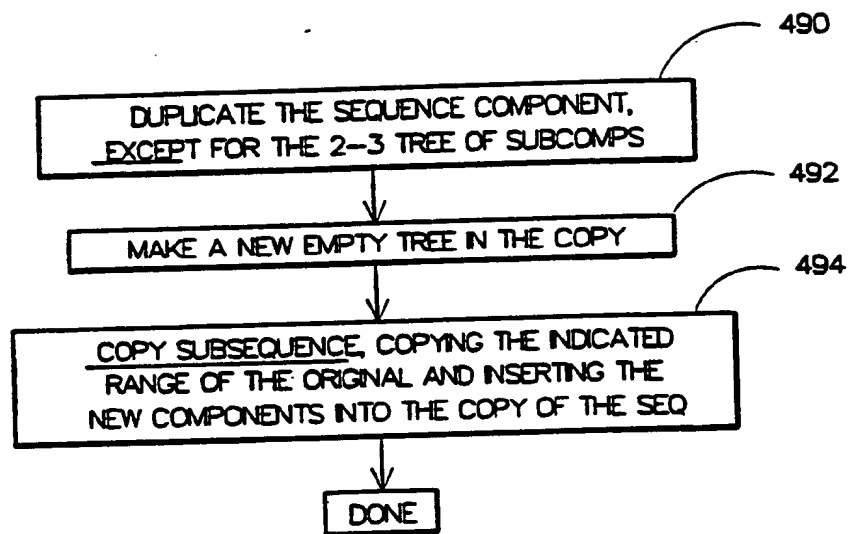 490
DUPLICATE THE SEQUENCE COMPONENT,
EXCEPT FOR THE 2-3 TREE OF SUBCOMPS
492
MAKE A NEW EMPTY TREE IN THE COPY
494
COPY SUBSEQUENCE, COPYING THE INDICATED
RANGE OF THE ORIGINAL AND INSERTING THE
NEW COMPONENTS INTO THE COPY OF THE SEQ
DONE